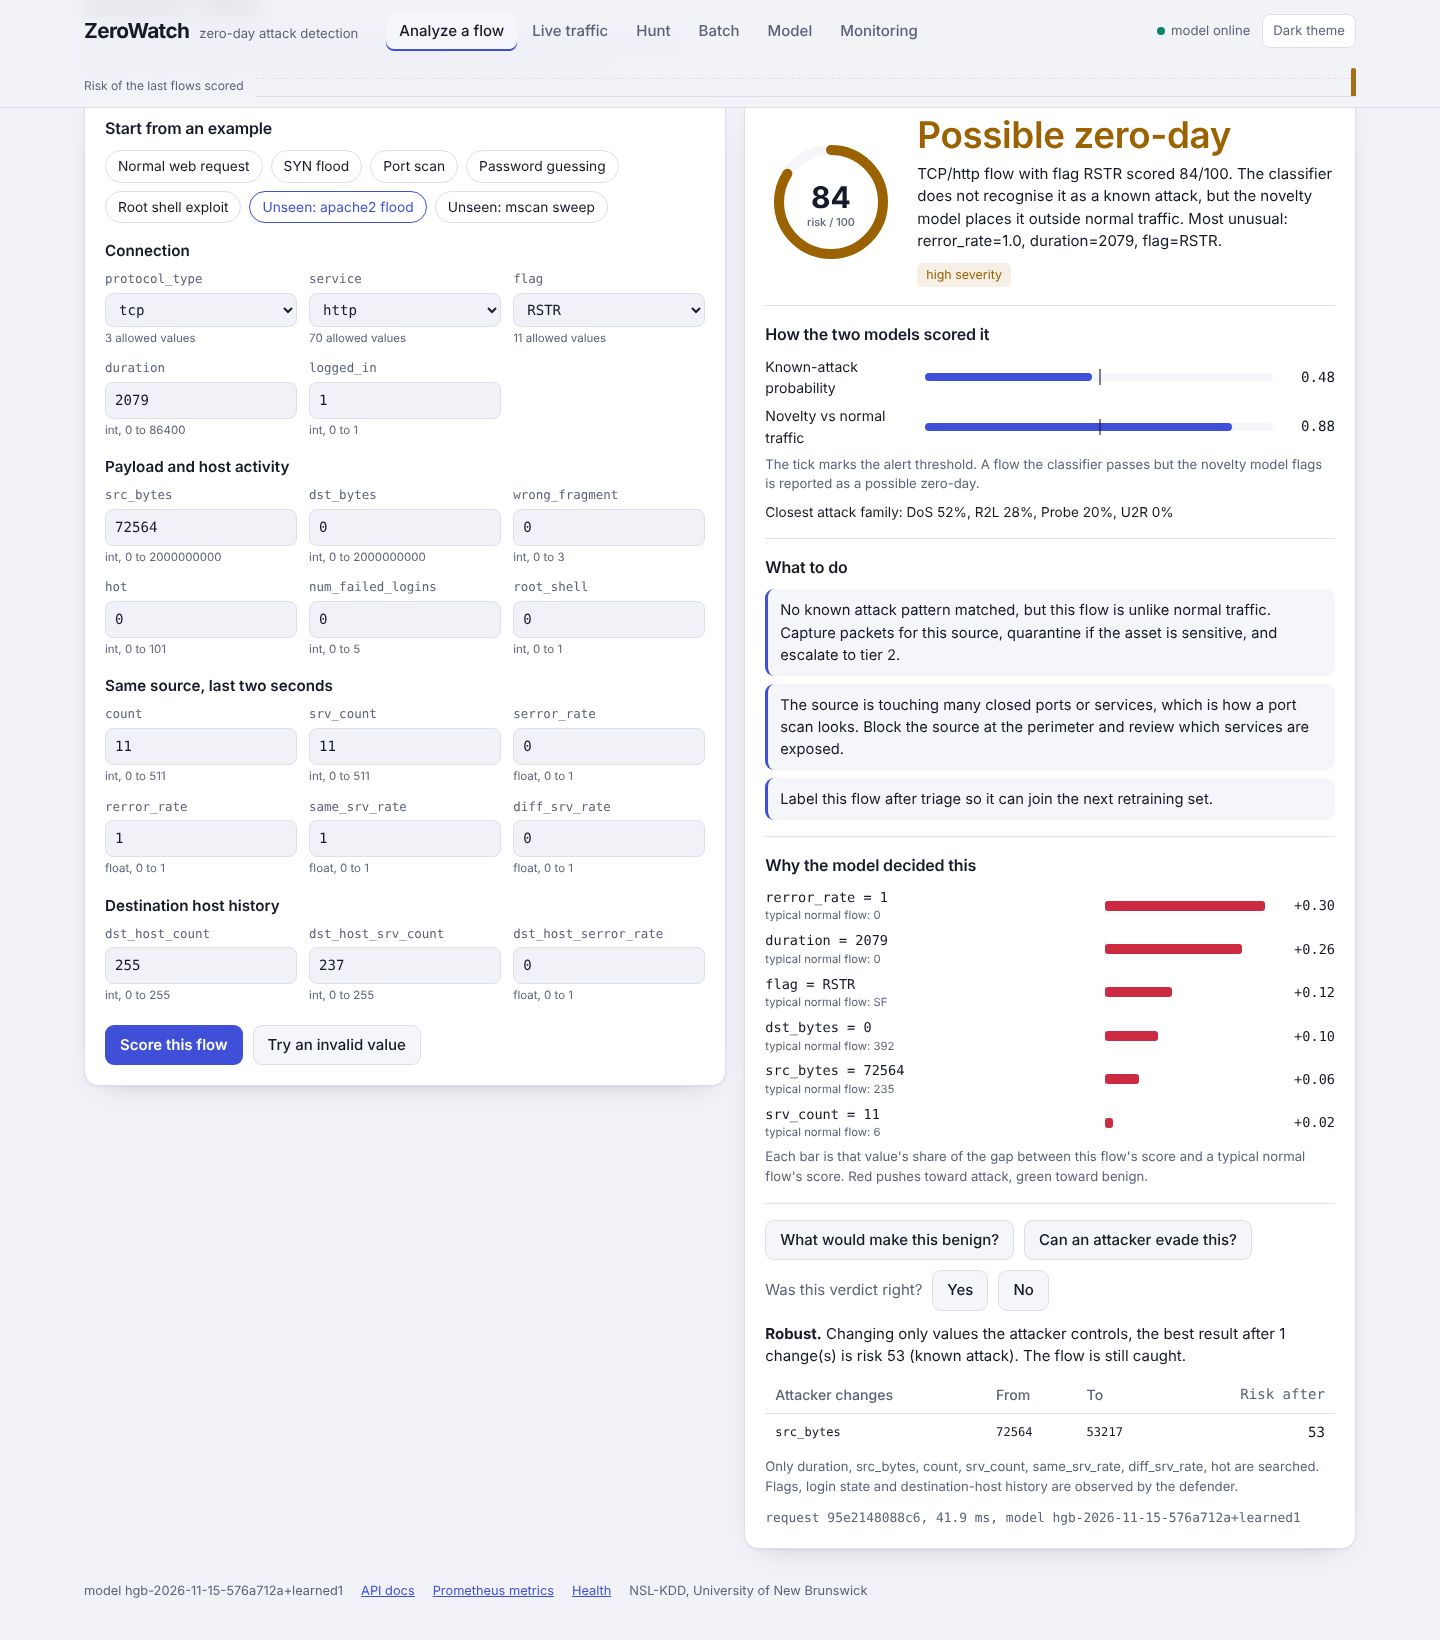 ZeroWatch zero-day attack detection Analyze a flow Live traffic Hunt Batch Model Monitoring model online Dark theme
Risk of the last flows scored
Start from an example
Normal web request SYN flood Port scan Password guessing
Root shell exploit Unseen: apache2 flood Unseen: mscan sweep
Connection
protocol_type service flag
tcp http RSTR
3 allowed values 70 allowed values 11 allowed values
duration logged_in
2079 1
int, 0 to 86400 int, 0 to 1
Payload and host activity
src_bytes dst_bytes wrong_fragment
72564 0 0
int, 0 to 2000000000 int, 0 to 2000000000 int, 0 to 3
hot num_failed_logins root_shell
0 0 0
int, 0 to 101 int, 0 to 5 int, 0 to 1
Same source, last two seconds
count srv_count serror_rate
11 11 0
int, 0 to 511 int, 0 to 511 float, 0 to 1
rerror_rate same_srv_rate diff_srv_rate
1 1 0
float, 0 to 1 float, 0 to 1 float, 0 to 1
Destination host history
dst_host_count dst_host_srv_count dst_host_serror_rate
255 237 0
int, 0 to 255 int, 0 to 255 float, 0 to 1
Score this flow Try an invalid value
84
risk / 100
Possible zero-day
TCP/http flow with flag RSTR scored 84/100. The classifier
does not recognise it as a known attack, but the novelty
model places it outside normal traffic. Most unusual:
rerror_rate=1.0, duration=2079, flag=RSTR.
high severity
How the two models scored it
Known-attack
probability 0.48
Novelty vs normal
traffic 0.88
The tick marks the alert threshold. A flow the classifier passes but the novelty model flags
is reported as a possible zero-day.
Closest attack family: DoS 52%, R2L 28%, Probe 20%, U2R 0%
What to do
No known attack pattern matched, but this flow is unlike normal traffic.
Capture packets for this source, quarantine if the asset is sensitive, and
escalate to tier 2.
The source is touching many closed ports or services, which is how a port
scan looks. Block the source at the perimeter and review which services are
exposed.
Label this flow after triage so it can join the next retraining set.
Why the model decided this
rerror_rate = 1 +0.30
typical normal flow: 0
duration = 2079 +0.26
typical normal flow: 0
flag = RSTR +0.12
typical normal flow: SF
dst_bytes = 0 +0.10
typical normal flow: 392
src_bytes = 72564 +0.06
typical normal flow: 235
srv_count = 11 +0.02
typical normal flow: 6
Each bar is that value's share of the gap between this flow's score and a typical normal
flow's score. Red pushes toward attack, green toward benign.
What would make this benign? Can an attacker evade this?
Was this verdict right? Yes No
Robust. Changing only values the attacker controls, the best result after 1
change(s) is risk 53 (known attack). The flow is still caught.
Attacker changes From To Risk after
src_bytes 72564 53217 53
Only duration, src_bytes, count, srv_count, same_srv_rate, diff_srv_rate, hot are searched.
Flags, login state and destination-host history are observed by the defender.
request 95e2148088c6, 41.9 ms, model hgb-2026-11-15-576a712a+learned1
model hgb-2026-11-15-576a712a+learned1 API docs Prometheus metrics Health NSL-KDD, University of New Brunswick